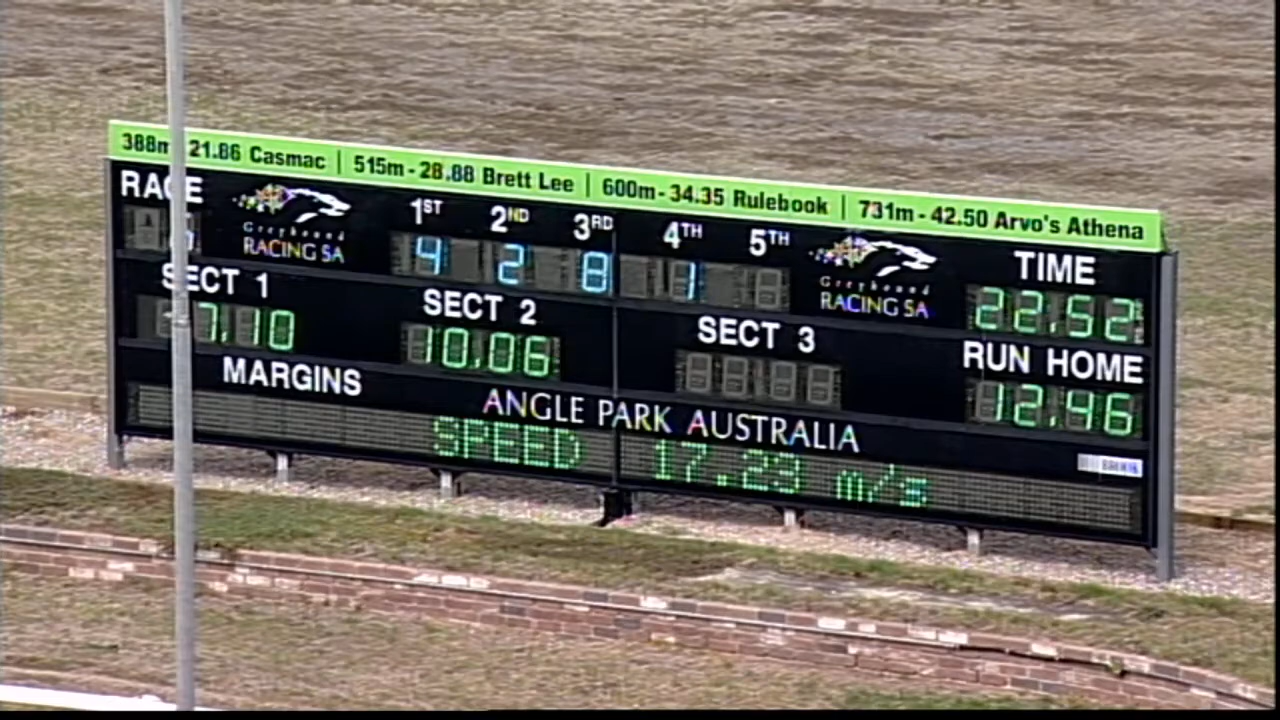 388m - 21.86 Casmac | 515m - 28.88 Brett Lee | 600m - 34.35 Rulebook | 731m - 42.50 Arvo's Athena
RACE
Greyhound
RACING SA
1ST 2ND 3RD 4TH 5TH
4 2 8 1
Greyhound
RACING SA
TIME
22.52
SECT 1
7.10
SECT 2
10.06
SECT 3
RUN HOME
12.46
MARGINS
ANGLE PARK AUSTRALIA
SPEED 17.23 m/s